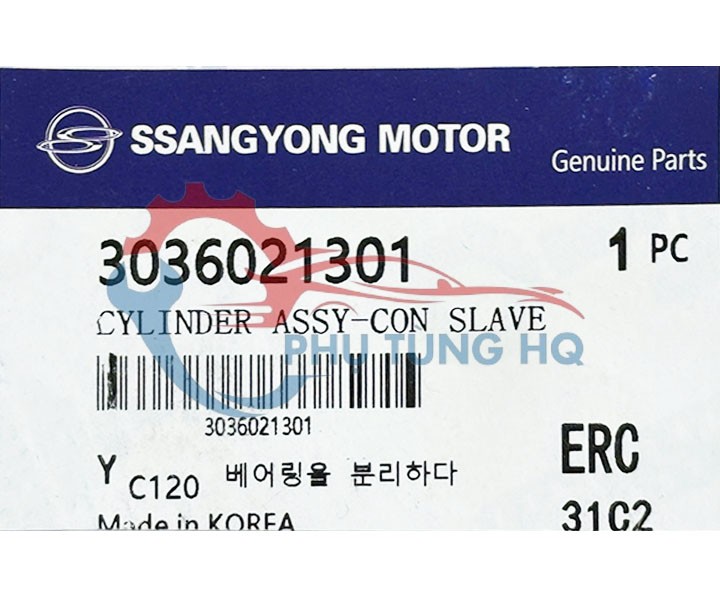 SSANGYONG MOTOR
Genuine Parts
3036021301
1 PC
CYLINDER ASSY-CON SLAVE
PHU TUNG HQ
3036021301
Y C120 베어링을 분리하다
ERC
Made in KOREA
31C2